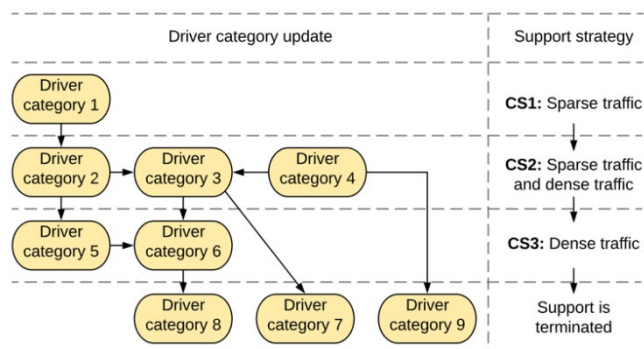 Driver category update
Support strategy
Driver
category 1
CS1: Sparse traffic
Driver
category 2
Driver
category 3
Driver
category 4
CS2: Sparse traffic
and dense traffic
Driver
category 5
Driver
category 6
CS3: Dense traffic
Driver
category 8
Driver
category 7
Driver
category 9
Support is
terminated